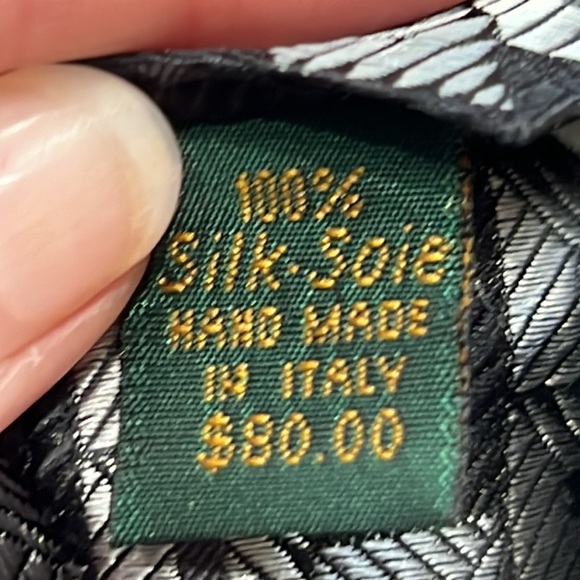 100%
Silk-Soie
HAND MADE
IN ITALY
$80.00